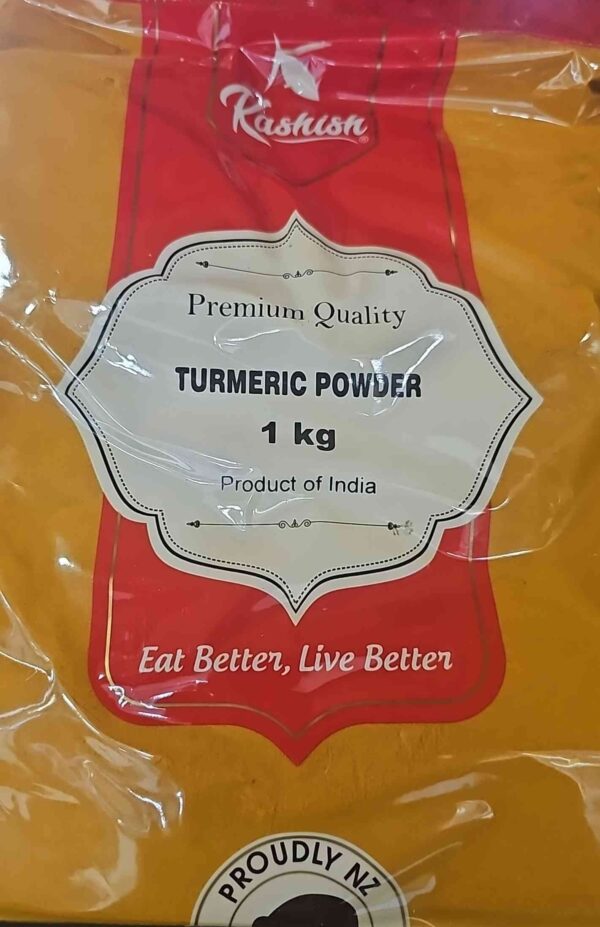 Kashish®
Premium Quality
TURMERIC POWDER
1 kg
Product of India
Eat Better, Live Better
PROUDLY NZ